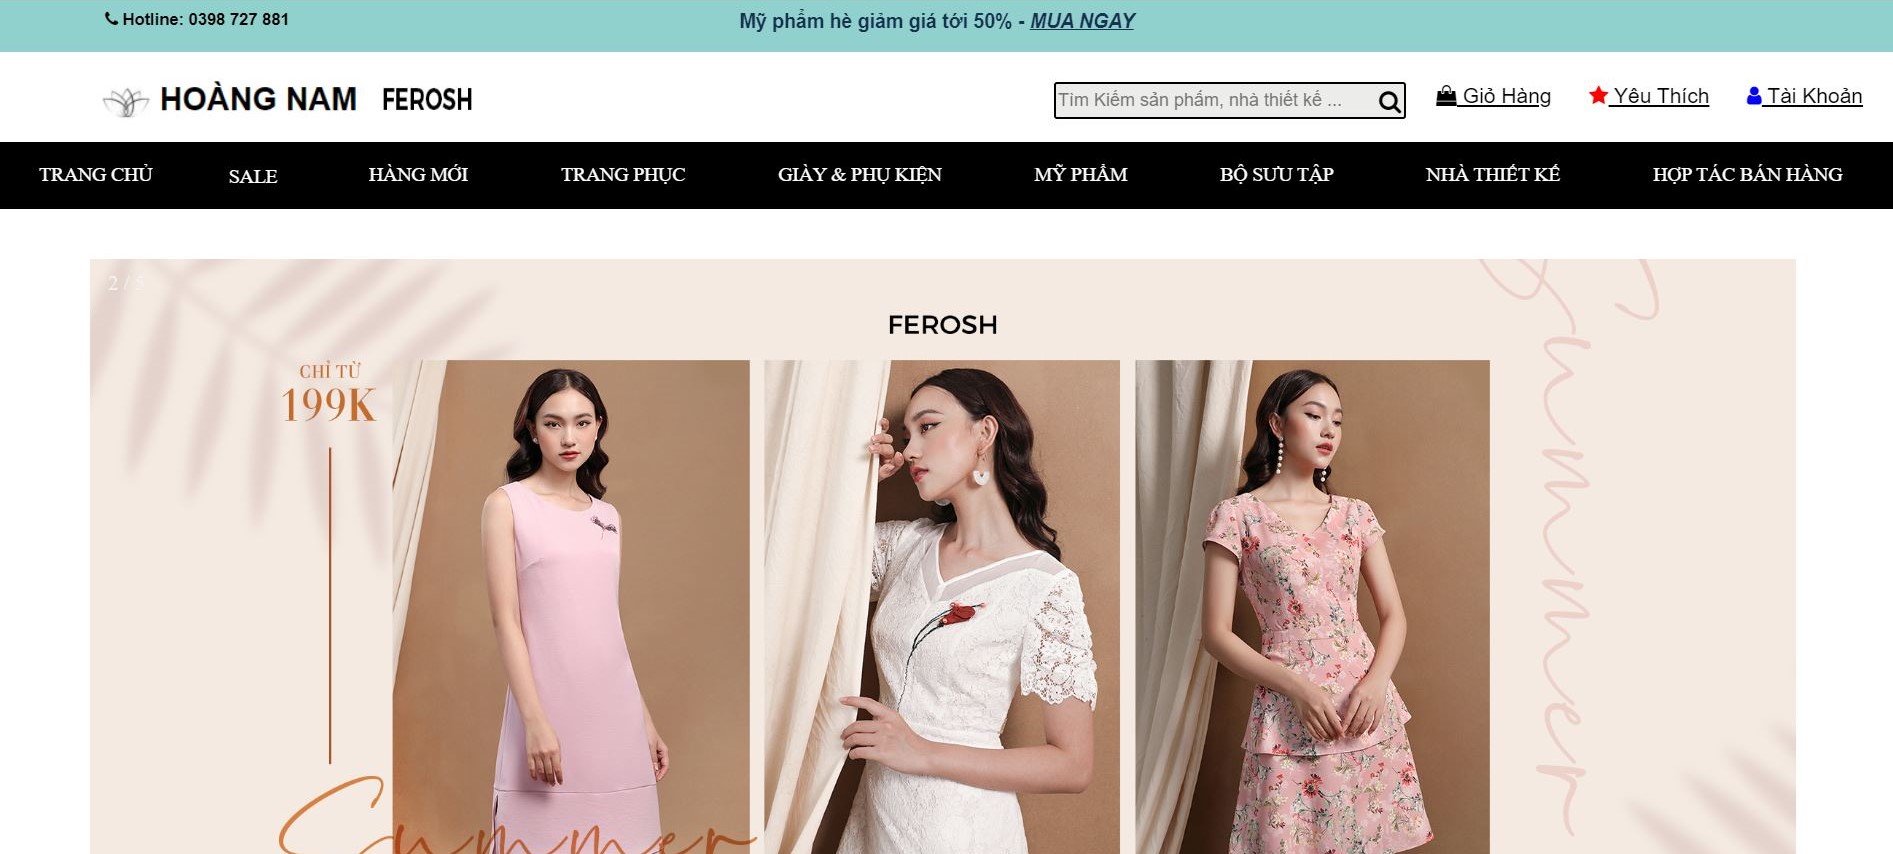 Hotline: 0398 727 881
Mỹ phẩm hè giảm giá tới 50% - MUA NGAY
HOÀNG NAM FEROSH
Tìm Kiếm sản phẩm, nhà thiết kế ...
Giỏ Hàng
Yêu Thích
Tài Khoản
TRANG CHỦ
SALE
HÀNG MỚI
TRANG PHỤC
GIÀY & PHỤ KIỆN
MỸ PHẨM
BỘ SƯU TẬP
NHÀ THIẾT KẾ
HỢP TÁC BÁN HÀNG
2 / 5
FEROSH
CHỈ TỪ
199K
Summer
Summer